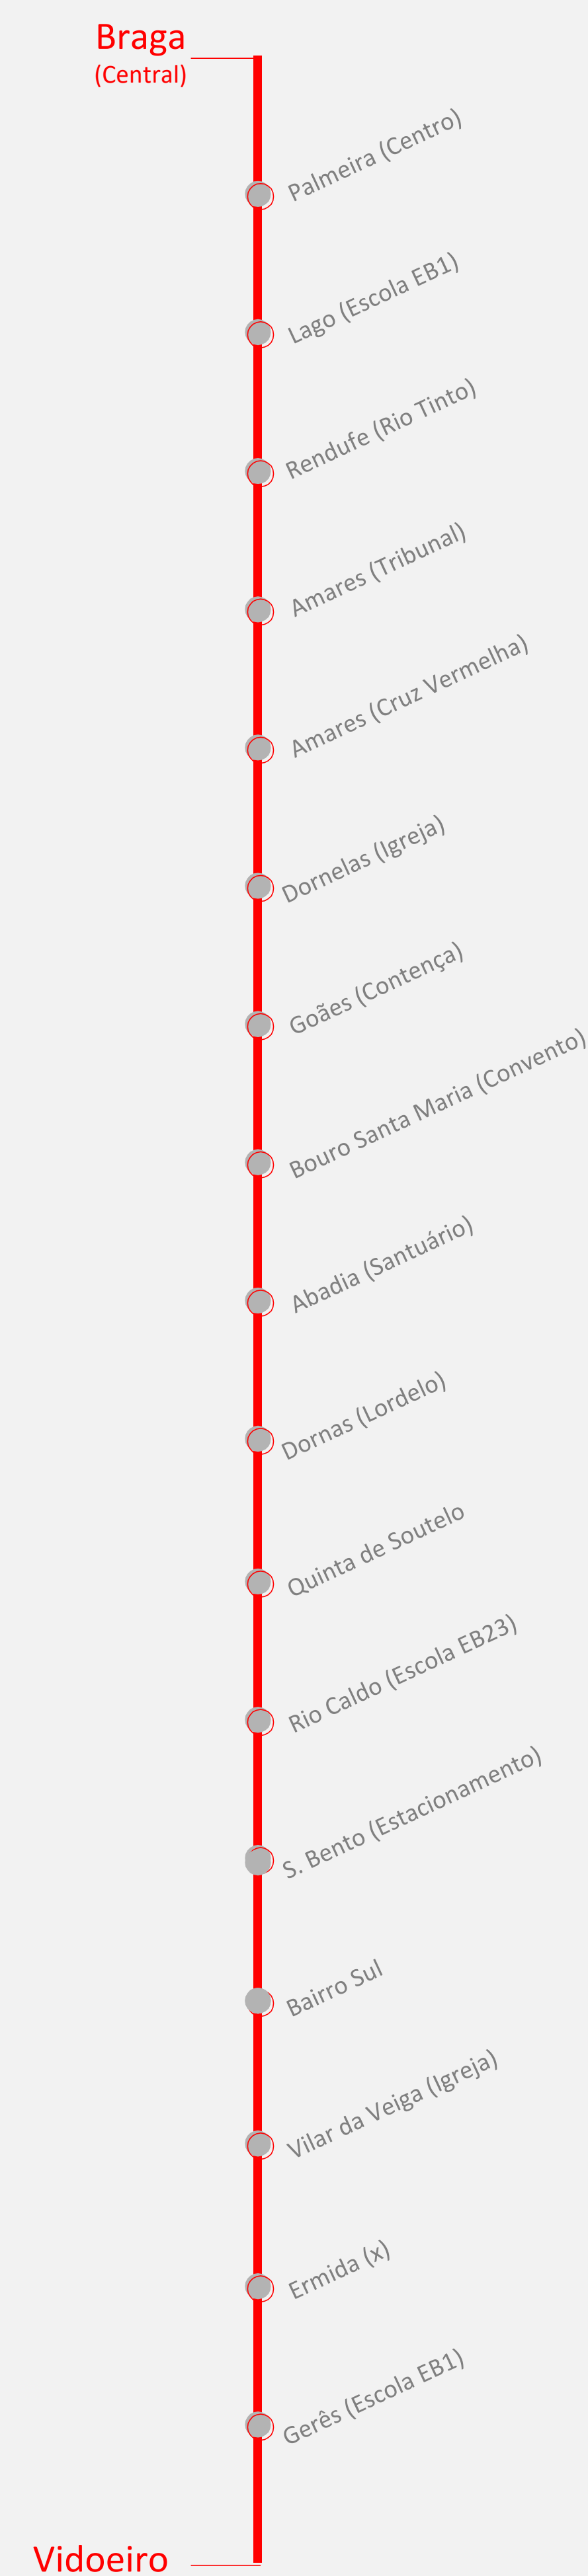 Braga
(Central)
Palmeira (Centro)
Lago (Escola EB1)
Rendufe (Rio Tinto)
Amares (Tribunal)
Amares (Cruz Vermelha)
Dornelas (Igreja)
Goães (Contença)
Bouro Santa Maria (Convento)
Abadia (Santuário)
Dornas (Lordelo)
Quinta de Soutelo
Rio Caldo (Escola EB23)
S. Bento (Estacionamento)
Bairro Sul
Vilar da Veiga (Igreja)
Ermida (x)
Gerês (Escola EB1)
Vidoeiro